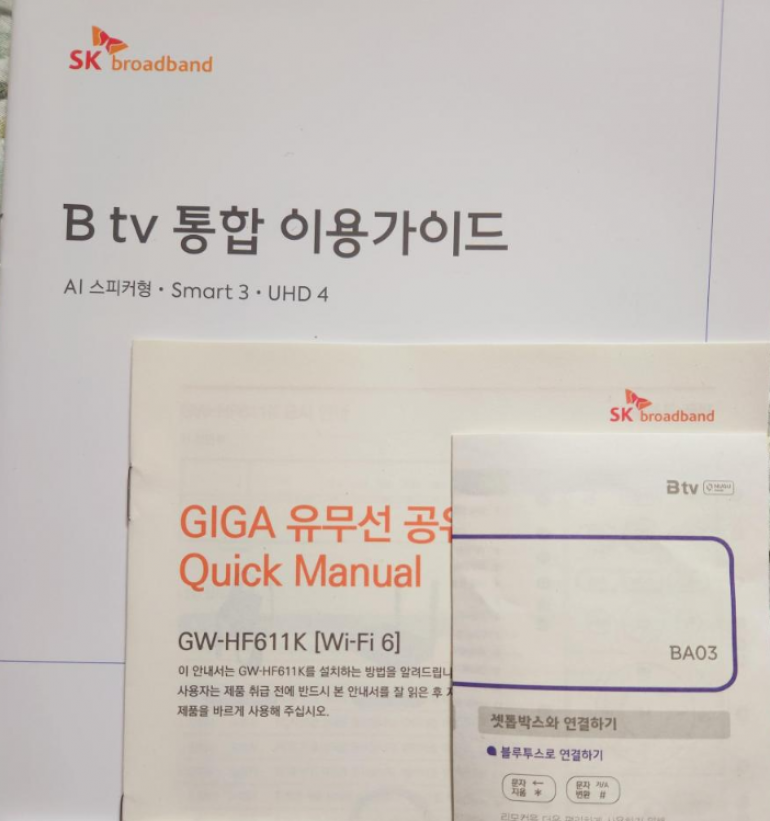 SK broadband
B tv 통합 이용가이드
AI 스피커형 · Smart 3 · UHD 4
SK broadband
GIGA 유무선
Quick Manual
GW-HF611K [Wi-Fi 6]
이 안내서는 GW-HF611K를 설치하는 방법을
사용자는 제품 취급 전에 반드시 본 안내서를 잘 읽은 후
제품을 바르게 사용해 주십시오.
B tv
BA03
셋톱박스와 연결하기
블루투스로 연결하기
문자 ←
지움 *
문자
변환 #